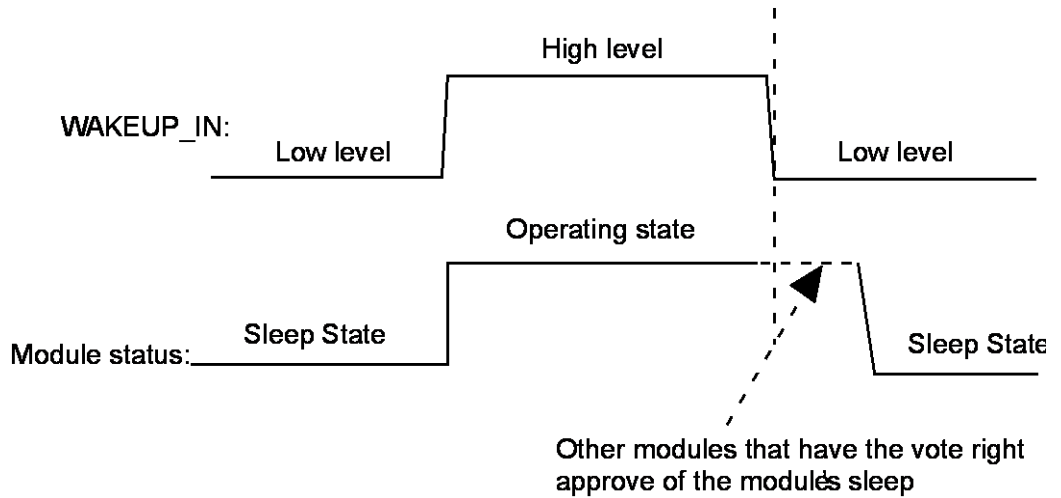 High level
WAKEUP_IN:
Low level
Low level
Operating state
Sleep State
Module status:
Sleep State
Other modules that have the vote right
approve of the module's sleep